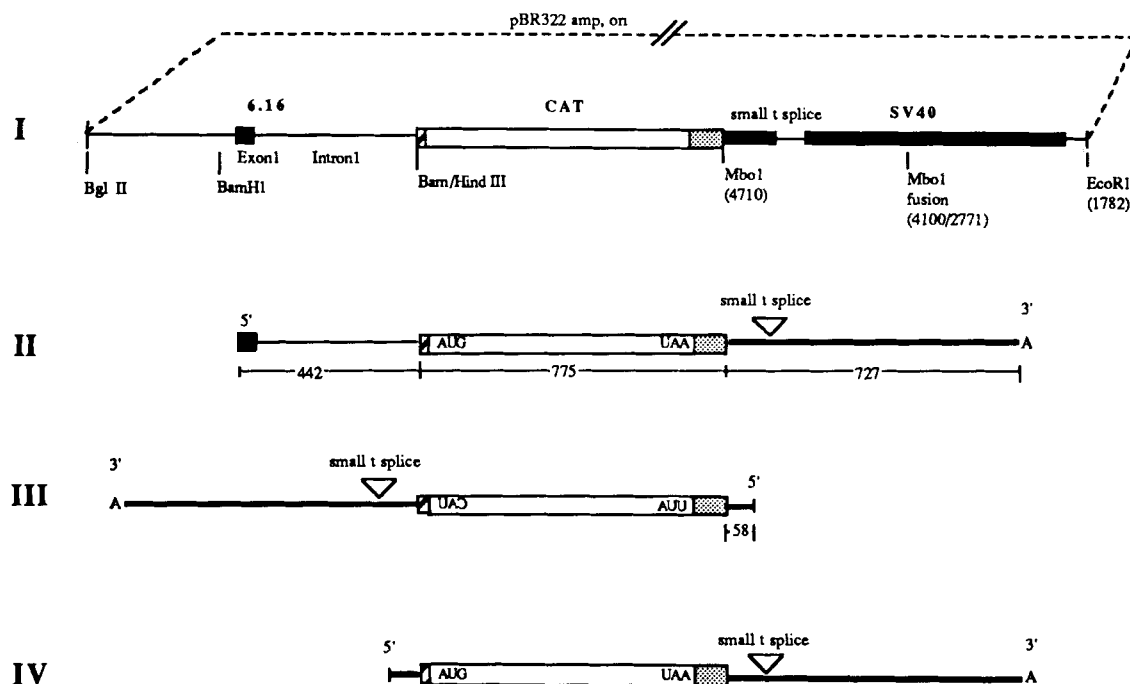 pBR322 amp, on
6.16
CAT
small t splice
SV40
I
Exon1
Intron1
Bgl II
BamH1
Bam/Hind III
Mbo1
(4710)
Mbo1
fusion
(4100/2771)
EcoR1
(1782)
II
5'
small t splice
3'
AUG
UAA
A
442
775
727
III
3'
small t splice
5'
A
CAU
AUU
58
IV
5'
small t splice
3'
AUG
UAA
A